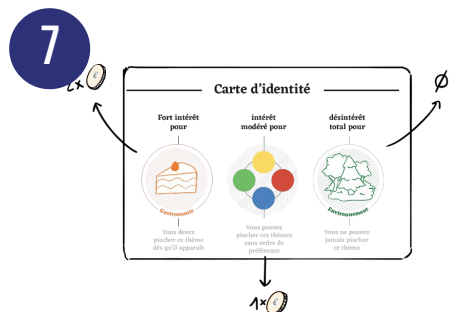 7
2x €
Carte d'identité
Fort intérêt
pour
intérêt
modéré pour
désintérêt
total pour
Ø
Gastronomie
Environnement
Vous devez
piocher ce thème
dès qu'il apparaît
Vous pouvez
piocher ces thèmes
sans ordre de
préférence
Vous ne pouvez
jamais piocher
ce thème
1x €